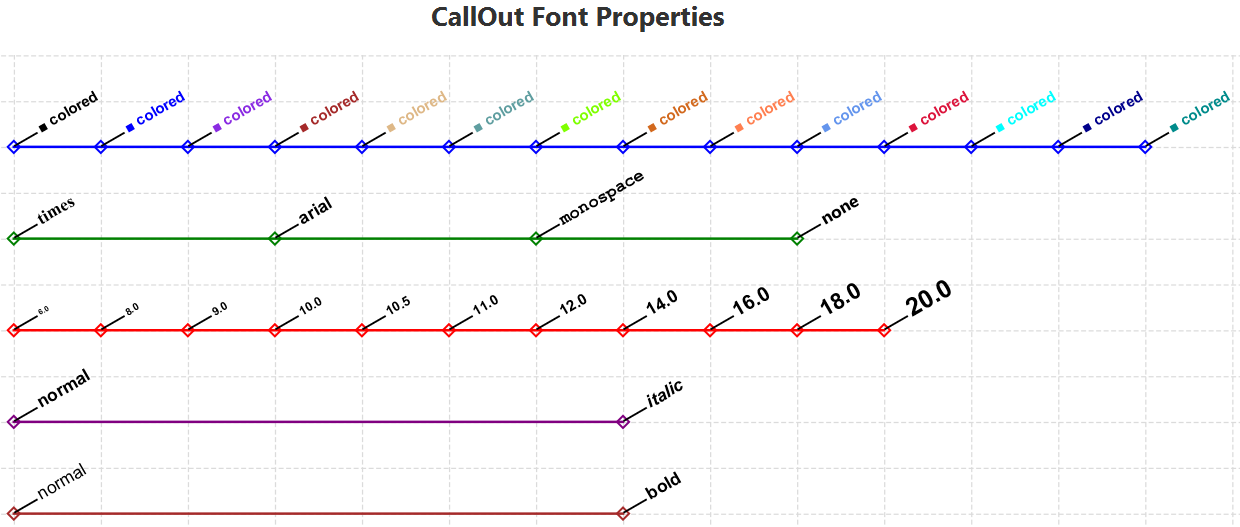 CallOut Font Properties
■ colored ■ colored ■ colored ■ colored ■ colored ■ colored ■ colored ■ colored ■ colored ■ colored ■ colored ■ colored ■ colored ■ colored
times arial monospace none
6.0 8.0 9.0 10.0 10.5 11.0 12.0 14.0 16.0 18.0 20.0
normal italic
normal bold